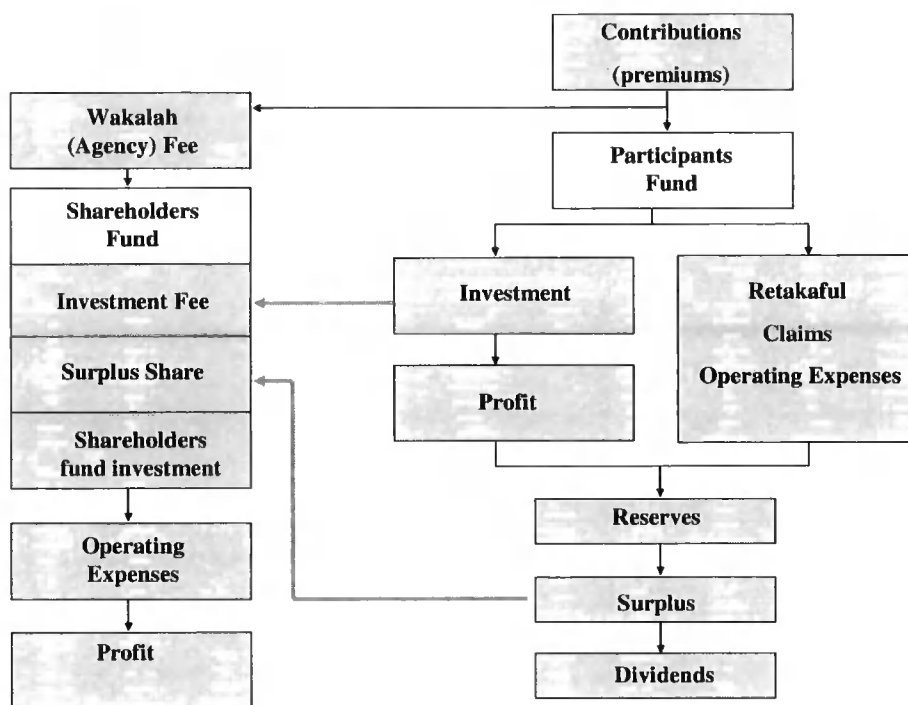 Contributions
(premiums)
Wakalah
(Agency) Fee
Participants
Fund
Shareholders
Fund
Investment Fee
Investment
Retakaful
Claims
Operating Expenses
Surplus Share
Profit
Shareholders
fund investment
Reserves
Operating
Expenses
Surplus
Profit
Dividends